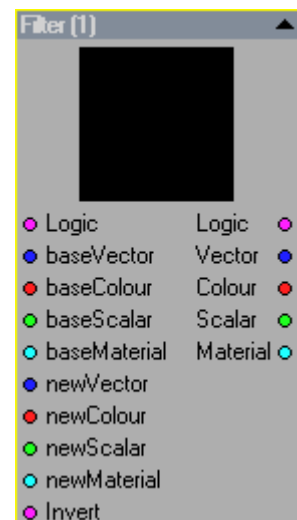 Filter (1)
Logic Logic
baseVector Vector
baseColour Colour
baseScalar Scalar
baseMaterial Material
newVector
newColour
newScalar
newMaterial
Invert